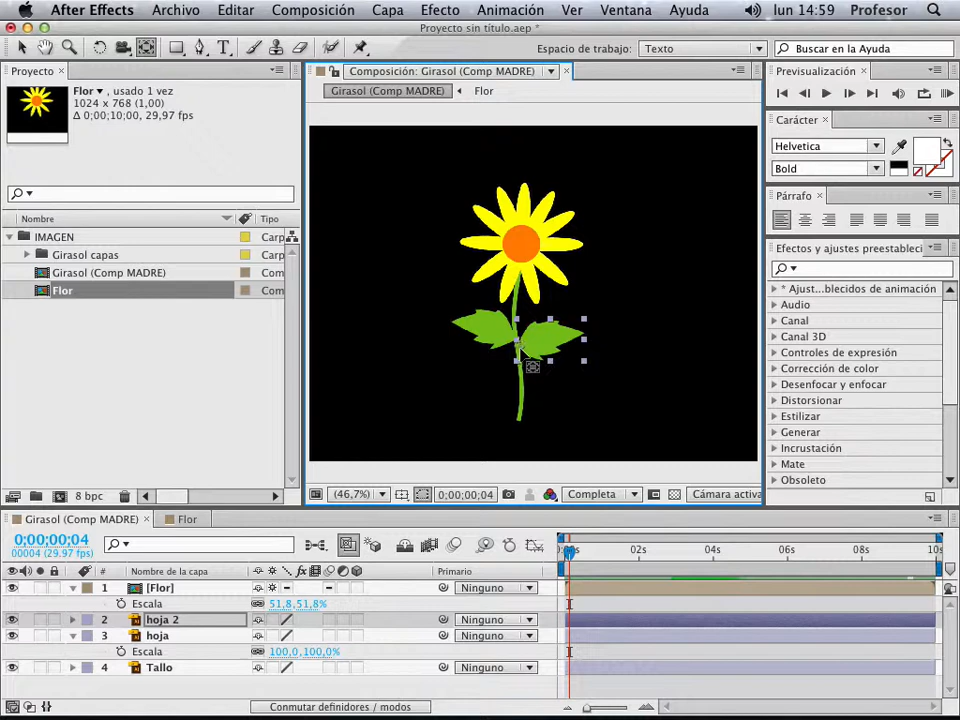 After Effects Archivo Editar Composición Capa Efecto Animación Ver Ventana Ayuda lun 14:59 Profesor
Proyecto sin título.aep *
Espacio de trabajo: Texto Buscar en la Ayuda
Proyecto
Flor ▾ , usado 1 vez
1024 x 768 (1,00)
Δ 0;00;10;00, 29,97 fps
Nombre Tipo
IMAGEN Carp
Girasol capas Carp
Girasol (Comp MADRE) Com
Flor Com
8 bpc
Composición: Girasol (Comp MADRE)
Girasol (Comp MADRE) Flor
(46,7%) 0;00;00;04 Completa Cámara activa
Previsualización
Carácter
Helvetica
Bold
Párrafo
Efectos y ajustes preestableci
* Ajust...blecidos de animación
Audio
Canal
Canal 3D
Controles de expresión
Corrección de color
Desenfocar y enfocar
Distorsionar
Estilizar
Generar
Incrustación
Mate
Obsoleto
Girasol (Comp MADRE) Flor
0;00;00;04
00004 (29.97 fps)
02s 04s 06s 08s 10s
# Nombre de la capa Primario
1 [Flor] Ninguno
Escala 51,8,51,8%
2 hoja 2 Ninguno
3 hoja Ninguno
Escala 100,0,100,0%
4 Tallo Ninguno
Conmutar definidores / modos